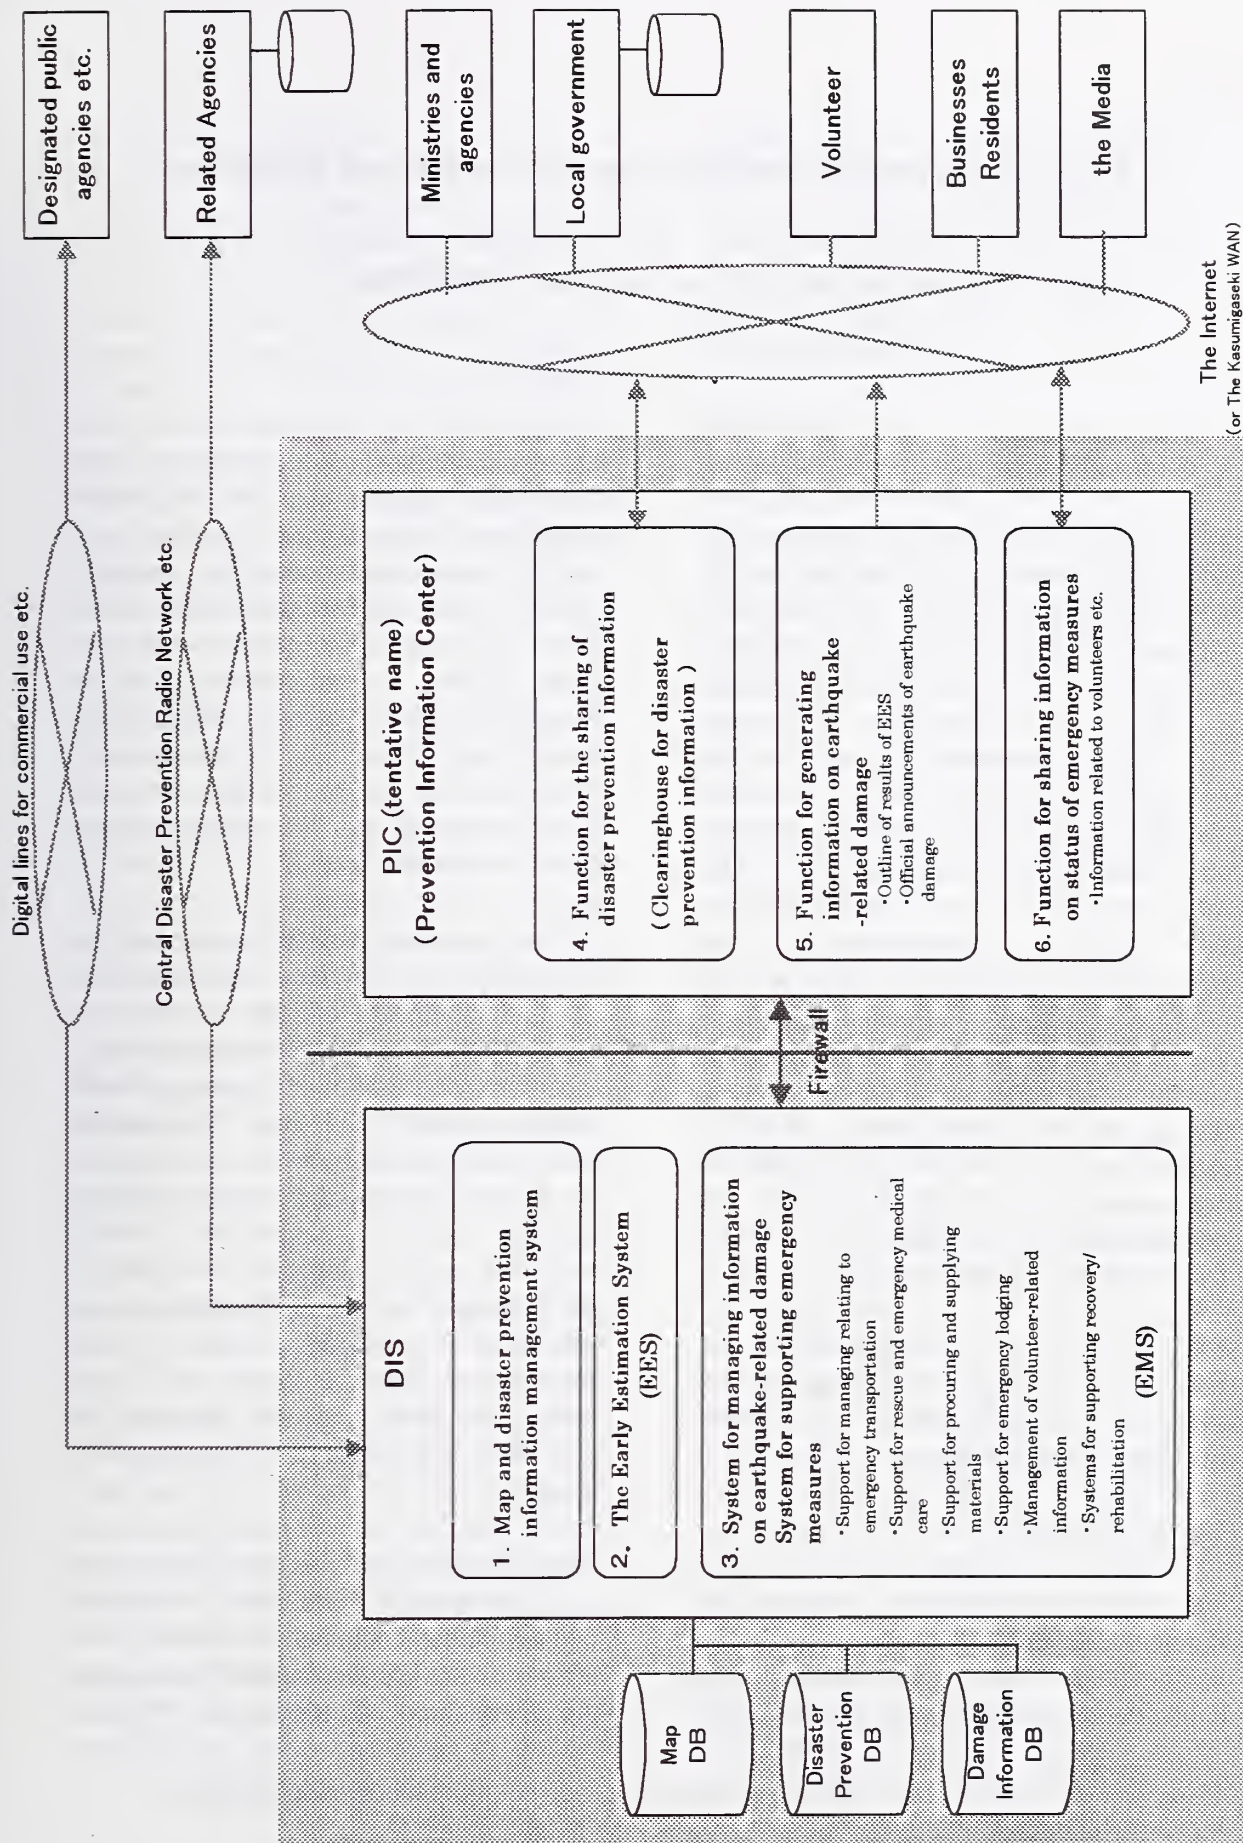 Digital lines for commercial use etc.
Designated public
agencies etc.
Central Disaster Prevention Radio Network etc.
Related Agencies
DIS
1. Map and disaster prevention
information management system
2. The Early Estimation System
(EES)
3. System for managing information
on earthquake-related damage
System for supporting emergency
measures
・Support for managing relating to
emergency transportation
・Support for rescue and emergency medical
care
・Support for procuring and supplying
materials
・Support for emergency lodging
・Management of volunteer-related
information
・Systems for supporting recovery/
rehabilitation
(EMS)
Map
DB
Disaster
Prevention
DB
Damage
Information
DB
Firewall
PIC (tentative name)
(Prevention Information Center)
4. Function for the sharing of
disaster prevention information
(Clearinghouse for disaster
prevention information )
5. Function for generating
information on earthquake
-related damage
・Outline of results of EES
・Official announcements of earthquake
damage
6. Function for sharing information
on status of emergency measures
・Information related to volunteers etc.
Ministries and
agencies
Local government
Volunteer
Businesses
Residents
the Media
The Internet
(or The Kasumigaseki WAN)